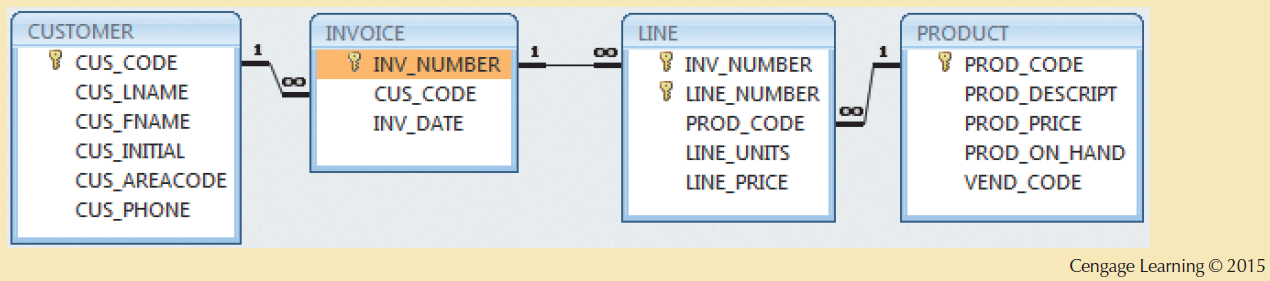 CUSTOMER
CUS_CODE
CUS_LNAME
CUS_FNAME
CUS_INITIAL
CUS_AREACODE
CUS_PHONE
1
∞
INVOICE
INV_NUMBER
CUS_CODE
INV_DATE
1
∞
LINE
INV_NUMBER
LINE_NUMBER
PROD_CODE
LINE_UNITS
LINE_PRICE
∞
1
PRODUCT
PROD_CODE
PROD_DESCRIPT
PROD_PRICE
PROD_ON_HAND
VEND_CODE
Cengage Learning © 2015